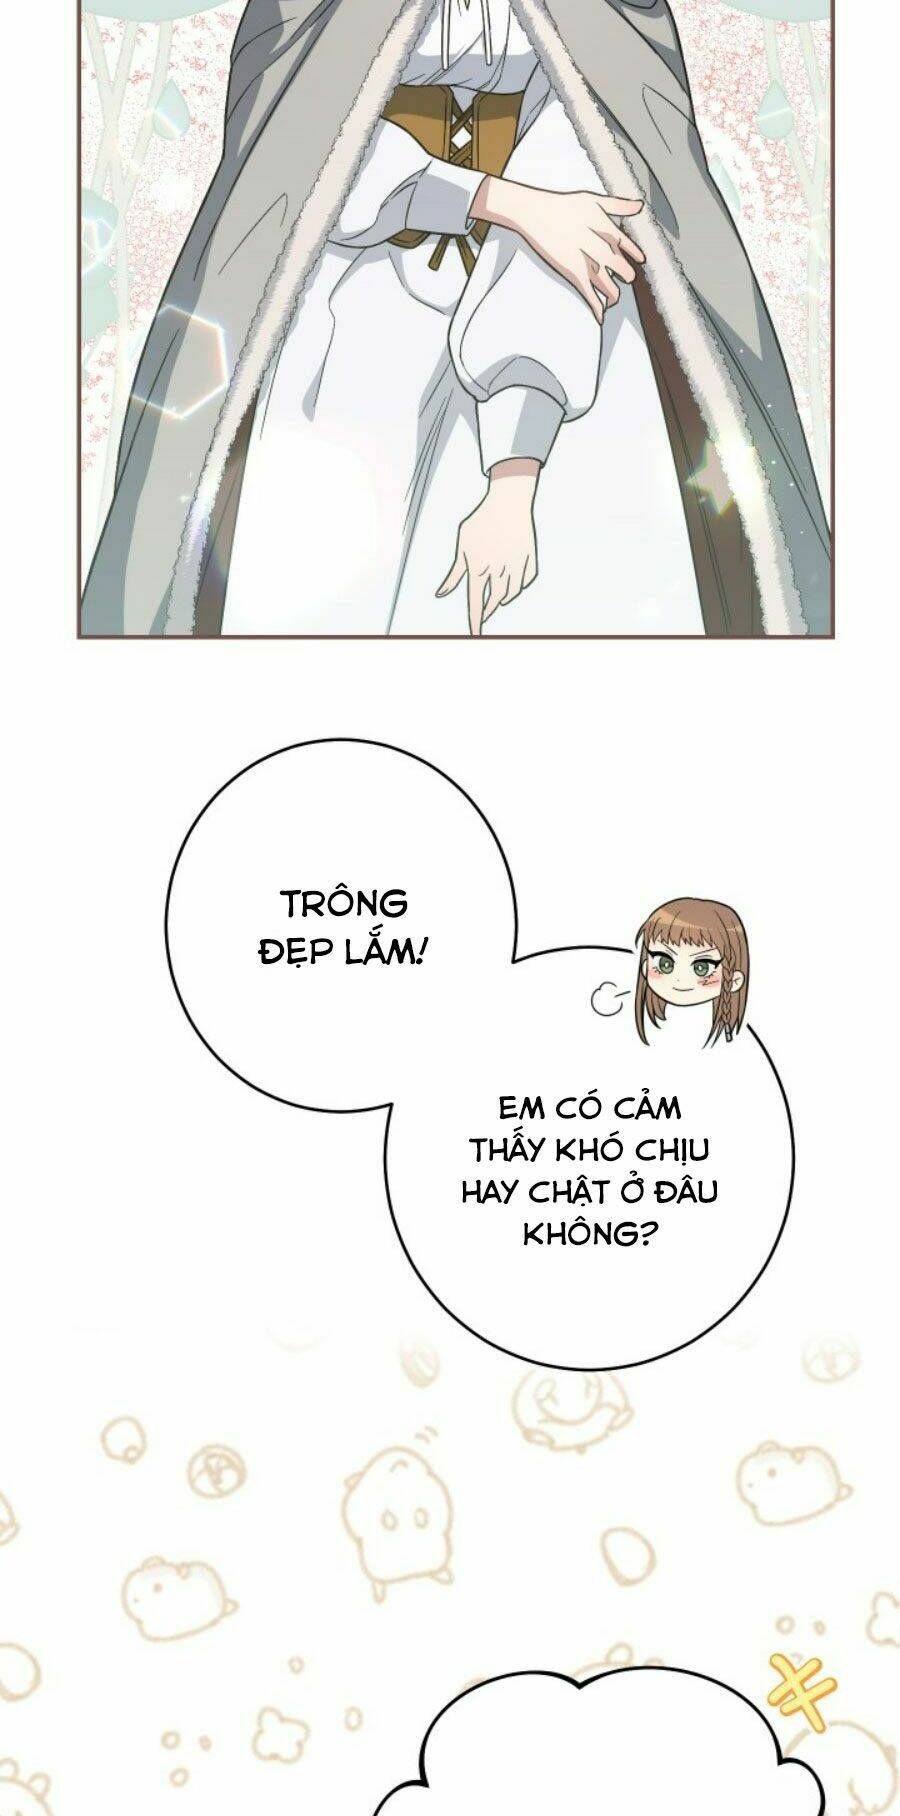 TRÔNG
ĐẸP LẮM!
EM CÓ CẢM
THẤY KHÓ CHỊU
HAY CHẬT Ở ĐÂU
KHÔNG?